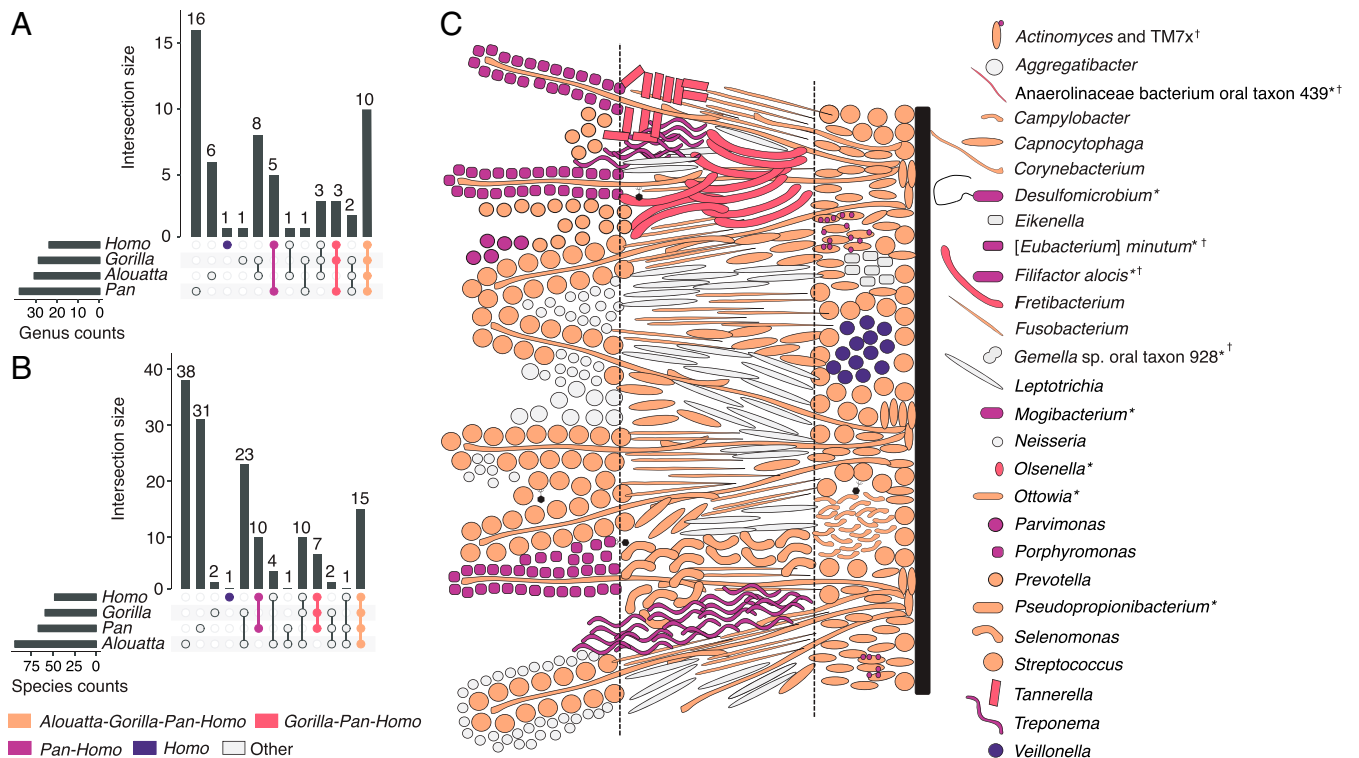 A
Intersection size
15
10
5
0
16
6
1
1
8
5
1
1
3
3
2
10
Homo
Gorilla
Alouatta
Pan
30 20 10 0
Genus counts
B
Intersection size
40
30
20
10
0
38
31
2
1
23
10
4
1
10
7
2
1
15
Homo
Gorilla
Pan
Alouatta
75 50 25 0
Species counts
Alouatta-Gorilla-Pan-Homo
Gorilla-Pan-Homo
Pan-Homo
Homo
Other
C
Actinomyces and TM7x†
Aggregatibacter
Anaerolinaceae bacterium oral taxon 439*†
Campylobacter
Capnocytophaga
Corynebacterium
Desulfomicrobium*
Eikenella
[Eubacterium] minutum*†
Filifactor alocis*†
Fretibacterium
Fusobacterium
Gemella sp. oral taxon 928*†
Leptotrichia
Mogibacterium*
Neisseria
Olsenella*
Ottowia*
Parvimonas
Porphyromonas
Prevotella
Pseudopropionibacterium*
Selenomonas
Streptococcus
Tannerella
Treponema
Veillonella